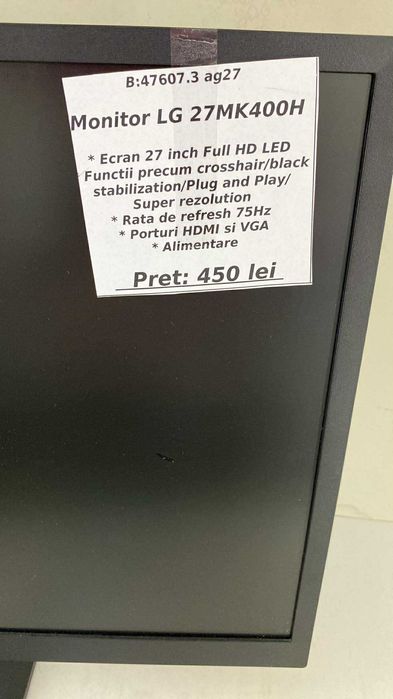 B:47607.3 ag27
Monitor LG 27MK400H
* Ecran 27 inch Full HD LED
Functii precum crosshair/black
stabilization/Plug and Play/
Super rezolution
* Rata de refresh 75Hz
* Porturi HDMI si VGA
* Alimentare
Pret: 450 lei